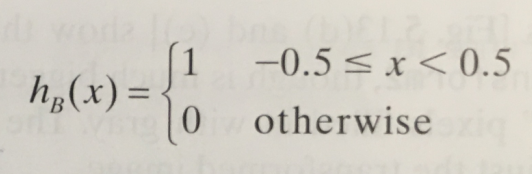 h_B(x) = { 1   −0.5 ≤ x < 0.5
0   otherwise